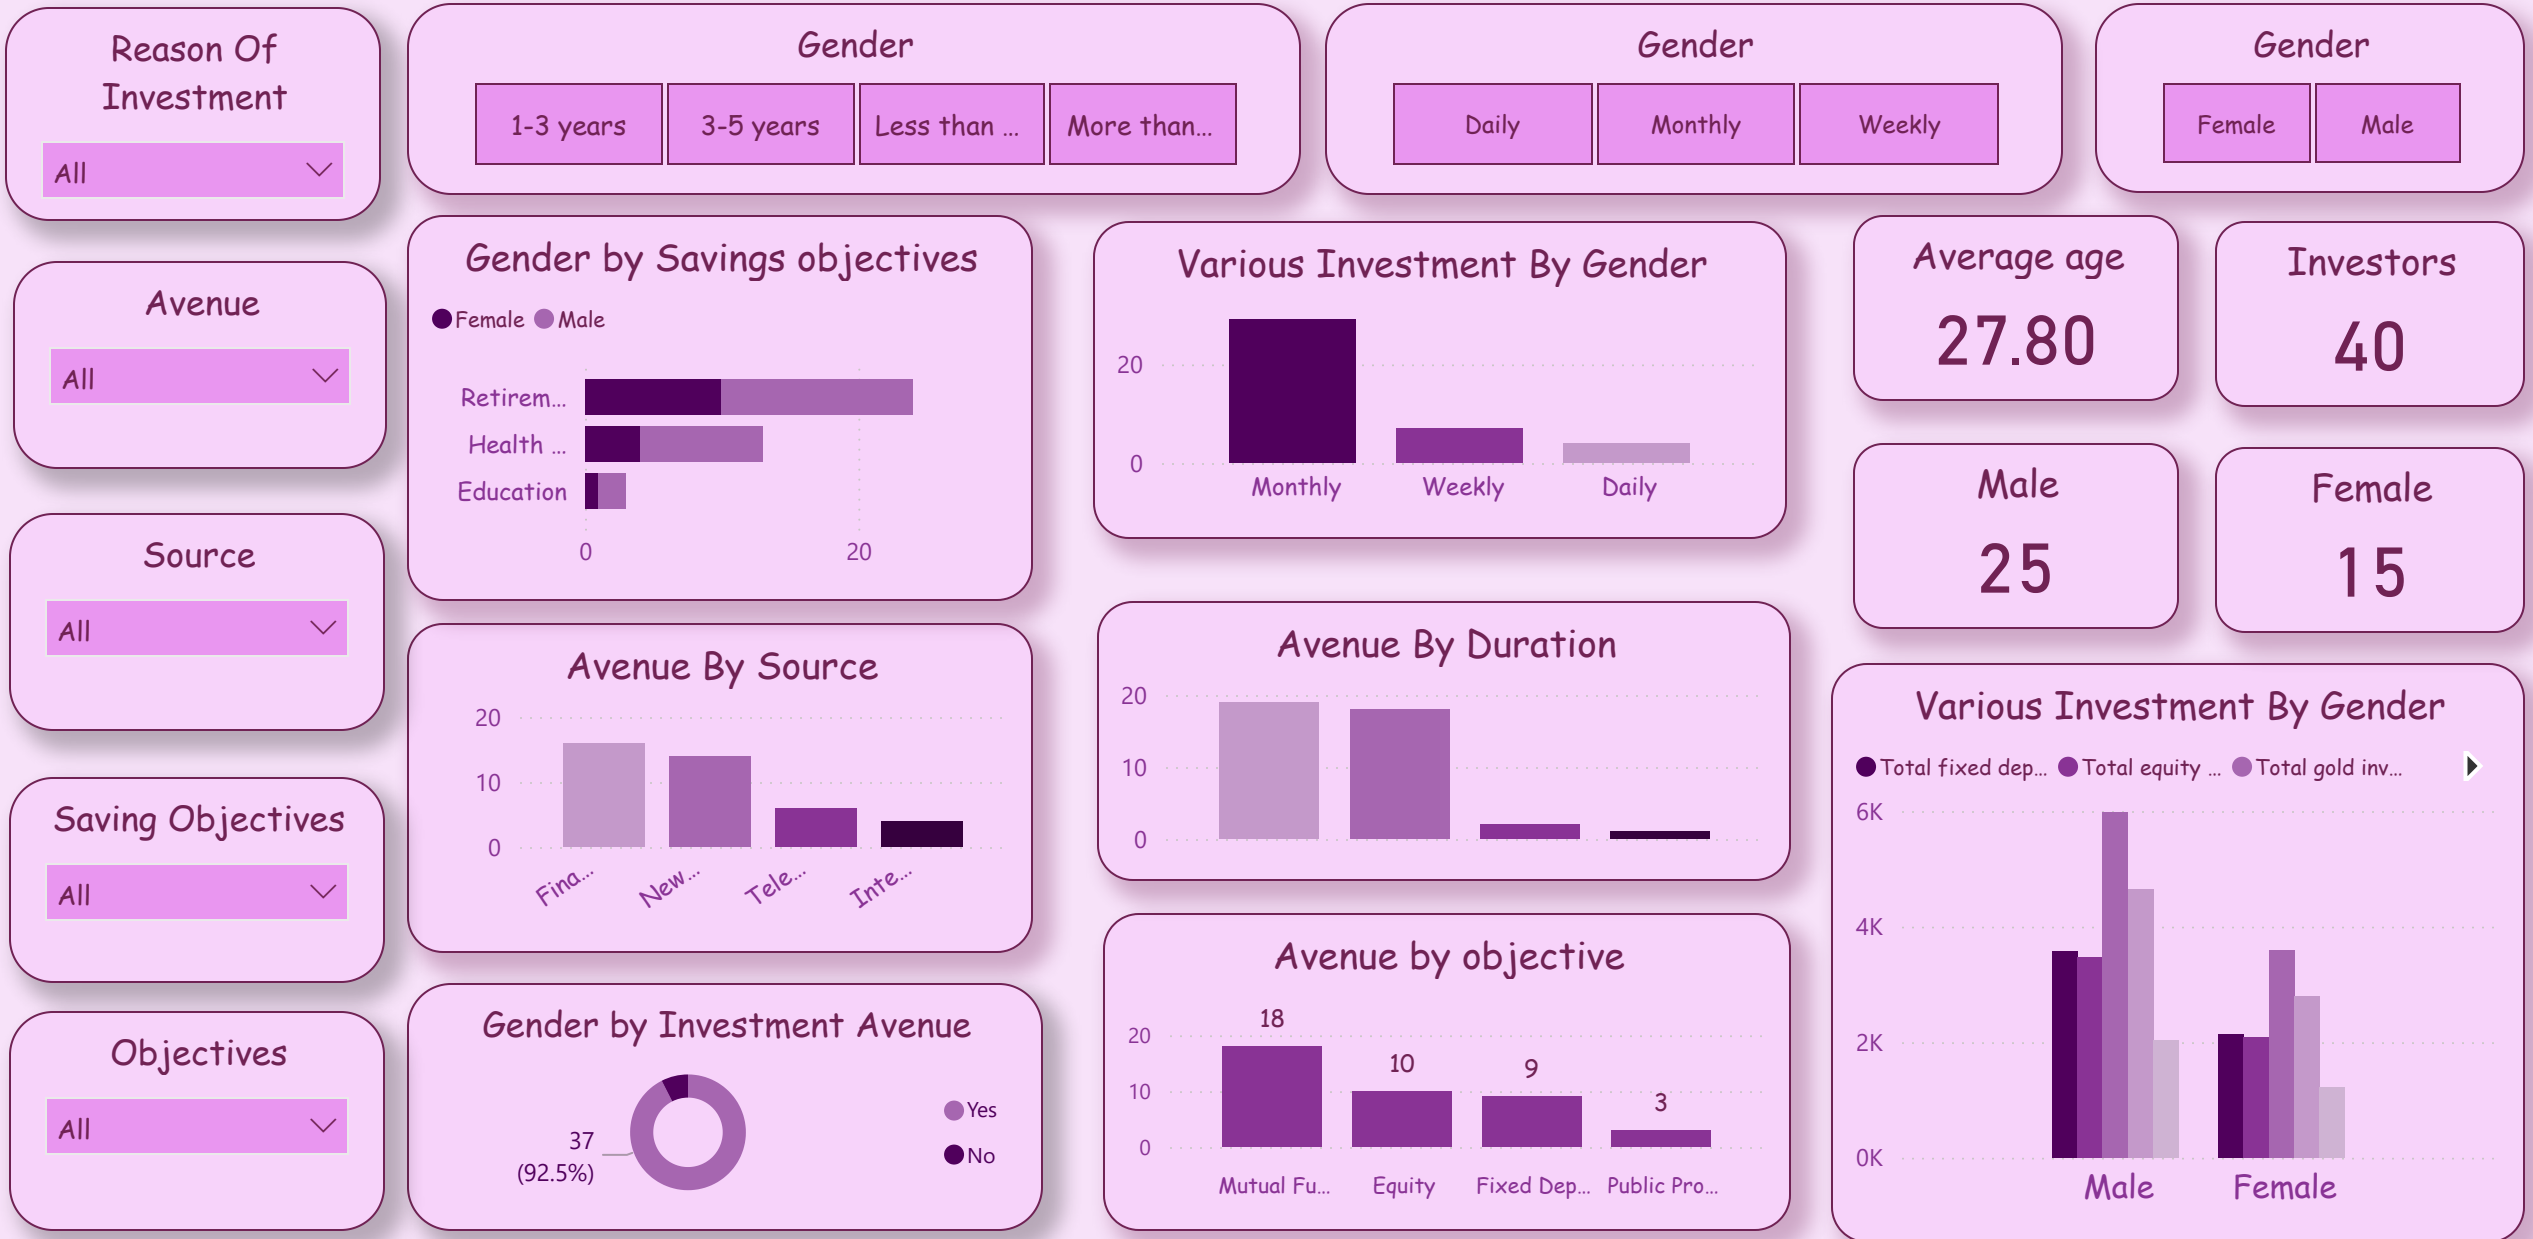 Reason Of
Investment
All
Gender
1-3 years
3-5 years
Less than ...
More than...
Gender
Daily
Monthly
Weekly
Gender
Female
Male
Avenue
All
Source
All
Saving Objectives
All
Objectives
All
Gender by Savings objectives
Female
Male
Retirem...
Health ...
Education
0
20
Various Investment By Gender
20
0
Monthly
Weekly
Daily
Average age
27.80
Investors
40
Male
25
Female
15
Avenue By Source
20
10
0
Fina...
New...
Tele...
Inte...
Avenue By Duration
20
10
0
Gender by Investment Avenue
37
(92.5%)
Yes
No
Avenue by objective
20
10
0
18
10
9
3
Mutual Fu...
Equity
Fixed Dep...
Public Pro...
Various Investment By Gender
Total fixed dep...
Total equity ...
Total gold inv...
6K
4K
2K
0K
Male
Female